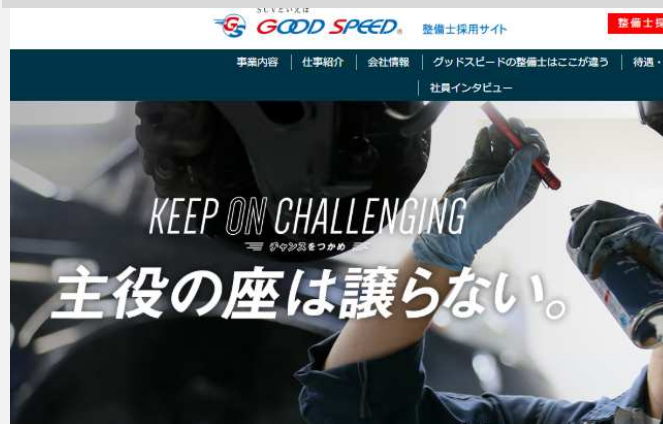 SUVといえば
GOOD SPEED® 整備士採用サイト 整備士採
事業内容 | 仕事紹介 | 会社情報 | グッドスピードの整備士はここが違う | 待遇・
社員インタビュー
KEEP ON CHALLENGING
チャンスをつかめ
主役の座は譲らない。